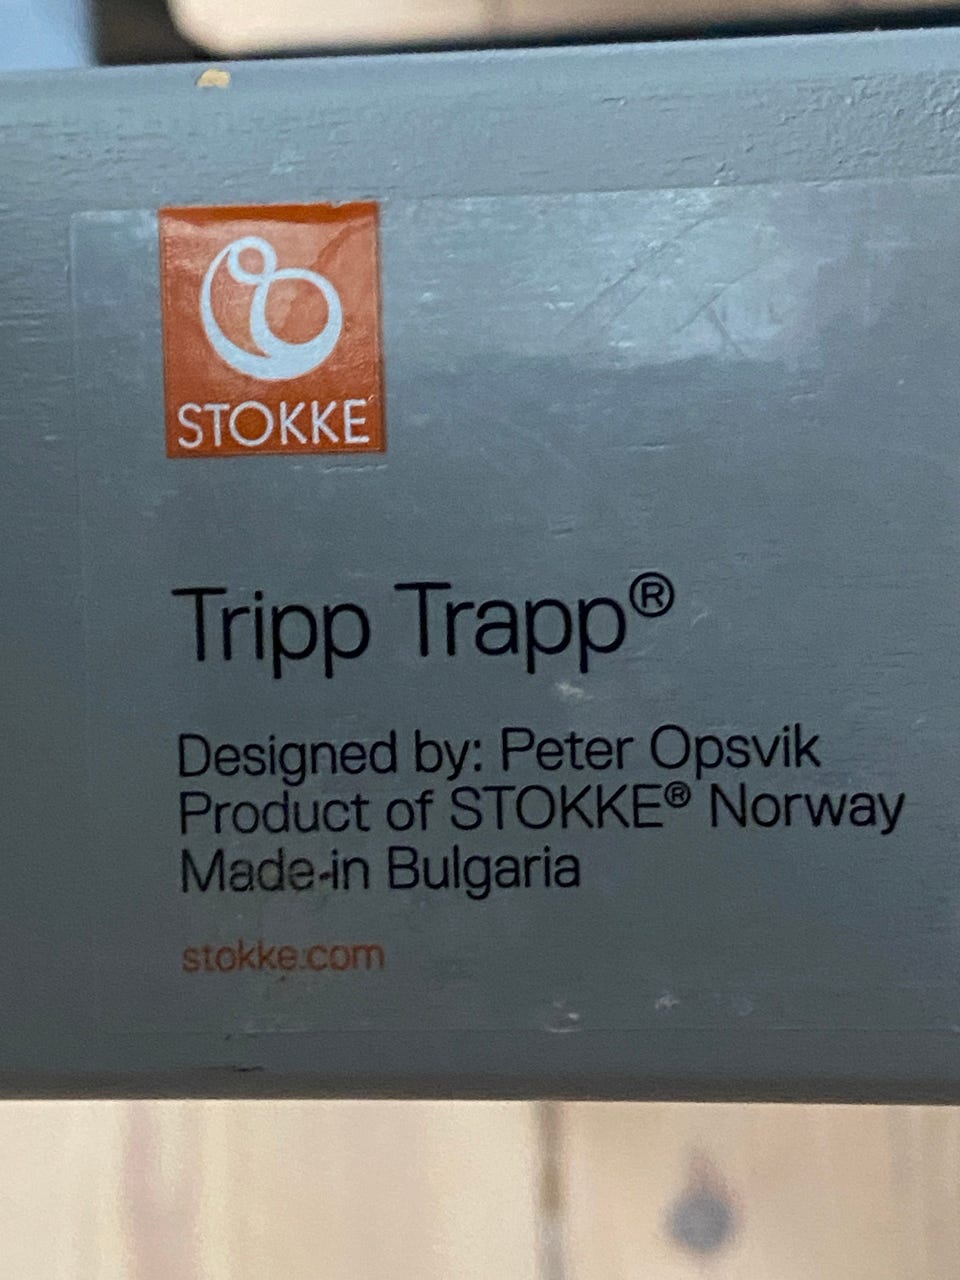 STOKKE
Tripp Trapp®
Designed by: Peter Opsvik
Product of STOKKE® Norway
Made in Bulgaria
stokke.com